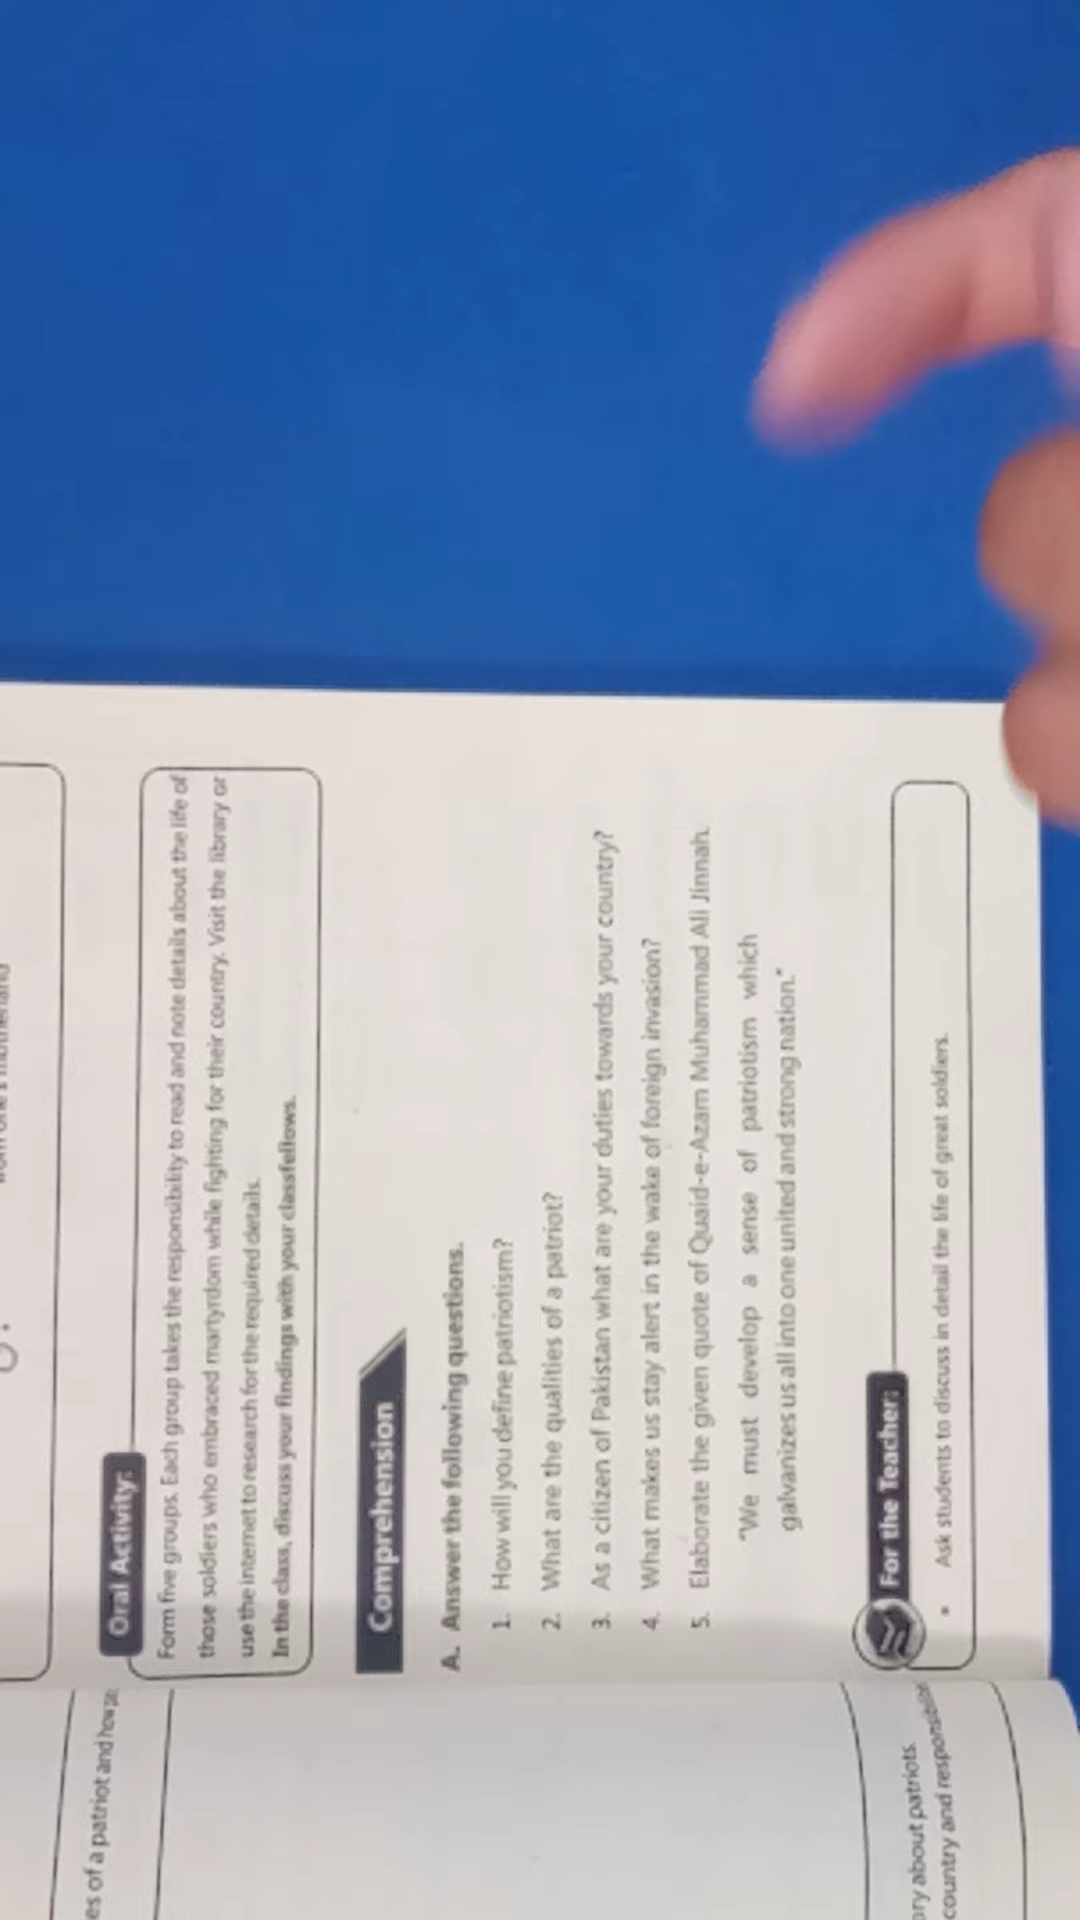 Oral Activity:
Form five groups. Each group takes the responsibility to read and note details about the life of
those soldiers who embraced martyrdom while fighting for their country. Visit the library or
use the internet to research for the required details.
In the class, discuss your findings with your classfellows.
Comprehension
A. Answer the following questions.
1. How will you define patriotism?
2. What are the qualities of a patriot?
3. As a citizen of Pakistan what are your duties towards your country?
4. What makes us stay alert in the wake of foreign invasion?
5. Elaborate the given quote of Quaid-e-Azam Muhammad Ali Jinnah.
"We must develop a sense of patriotism which
galvanizes us all into one united and strong nation."
For the Teacher:
• Ask students to discuss in detail the life of great soldiers.
es of a patriot and how
ory about patriots.
country and